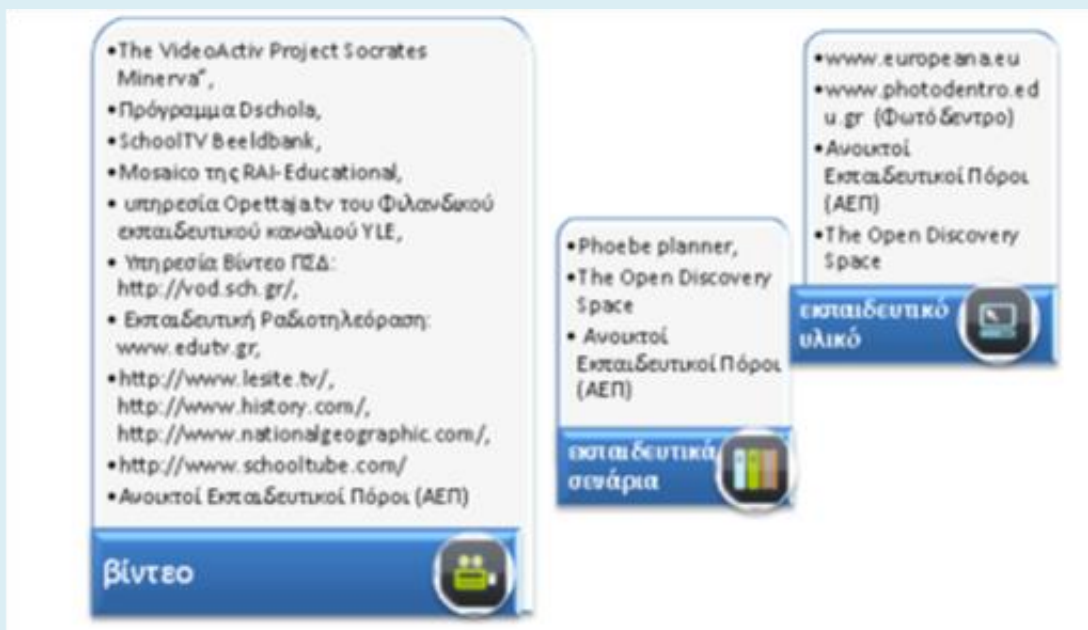 •The VideoActiv Project Socrates
Minerva”,
•Πρόγραμμα Dschola,
•SchoolTV Beeldbank,
•Mosaico της RAI-Educational,
• υπηρεσία Opettaja.tv του Φιλανδικού
εκπαιδευτικού καναλιού YLE,
• Υπηρεσία Βίντεο ΠΣΔ:
http://vod.sch.gr/,
• Εκπαιδευτική Ραδιοτηλεόραση:
www.edutv.gr,
•http://www.lesite.tv/,
http://www.history.com/,
http://www.nationalgeographic.com/,
•http://www.schooltube.com/
•Ανοικτοί Εκπαιδευτικοί Πόροι (ΑΕΠ)
βίντεο
•Phoebe planner,
•The Open Discovery
Space
• Ανοικτοί
Εκπαιδευτικοί Πόροι
(ΑΕΠ)
εκπαιδευτικά
σενάρια
•www.europeana.eu
•www.photodentro.ed
u.gr (Φωτόδεντρο)
•Ανοικτοί
Εκπαιδευτικοί Πόροι
(ΑΕΠ)
•The Open Discovery
Space
εκπαιδευτικό
υλικό